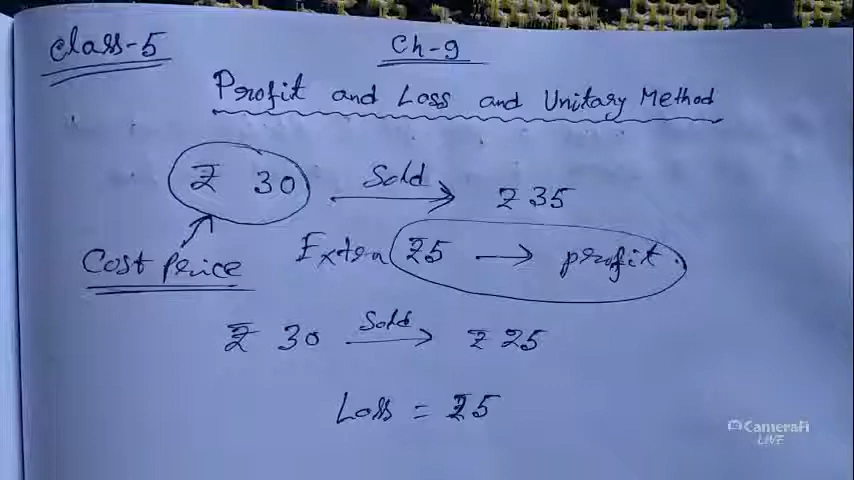 Class-5
Ch-9
Profit and Loss and Unitary Method
₹ 30 Sold → ₹ 35
Cost Price
Extra ₹5 → profit.
₹ 30 Sold → ₹ 25
Loss = ₹5
CameraFi
LIVE